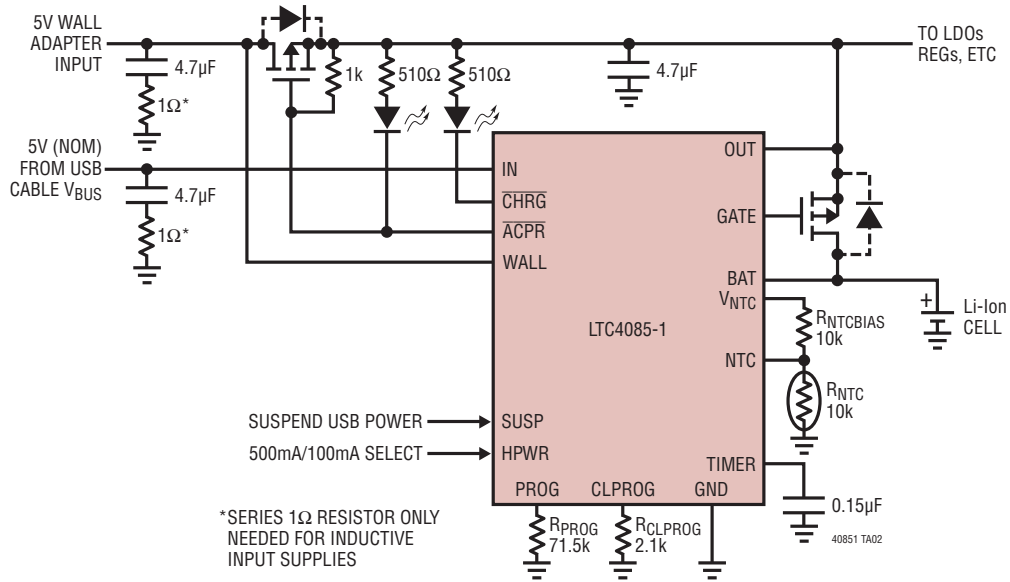 5V WALL
ADAPTER
INPUT
4.7µF
1Ω*
1k
510Ω
510Ω
4.7µF
TO LDOs
REGs, ETC
5V (NOM)
FROM USB
CABLE VBUS
4.7µF
1Ω*
IN
CHRG
ACPR
WALL
OUT
GATE
BAT
VNTC
NTC
LTC4085-1
RNTCBIAS
10k
RNTC
10k
+
Li-Ion
CELL
SUSPEND USB POWER
SUSP
500mA/100mA SELECT
HPWR
TIMER
PROG
CLPROG
GND
0.15µF
RPROG
71.5k
RCLPROG
2.1k
*SERIES 1Ω RESISTOR ONLY
NEEDED FOR INDUCTIVE
INPUT SUPPLIES
40851 TA02